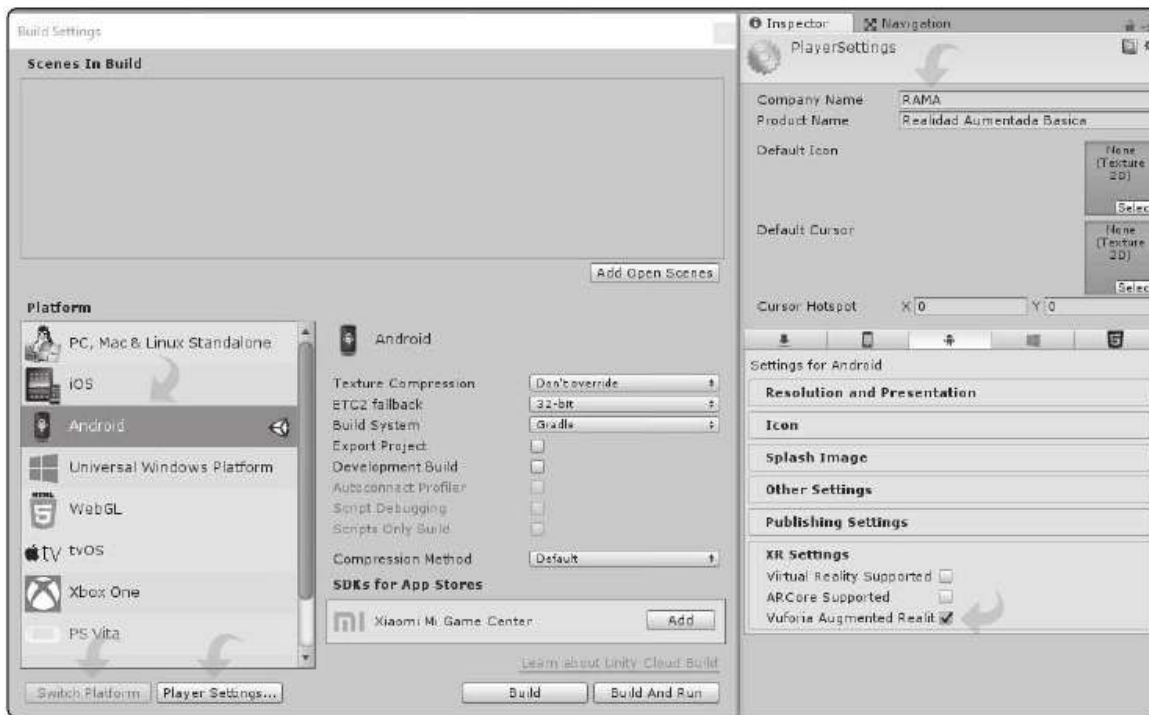 Build Settings
Scenes In Build
Add Open Scenes
Platform
PC, Mac & Linux Standalone
iOS
Android
Universal Windows Platform
HTML
5
WebGL
tv
tvOS
Xbox One
PS Vita
Switch Platform
Player Settings...
Android
Texture Compression Don't override
ETC2 fallback 32-bit
Build System Gradle
Export Project
Development Build
Autoconnect Profiler
Script Debugging
Scripts Only Build
Compression Method Default
SDKs for App Stores
Xiaomi Mi Game Center Add
Learn about Unity Cloud Build
Build
Build And Run
Inspector Navigation
PlayerSettings
Company Name RAMA
Product Name Realidad Aumentada Basica
Default Icon
None
(Texture
2D)
Selec
Default Cursor
None
(Texture
2D)
Selec
Cursor Hotspot X 0 Y 0
5
Settings for Android
Resolution and Presentation
Icon
Splash Image
Other Settings
Publishing Settings
XR Settings
Virtual Reality Supported
ARCore Supported
Vuforia Augmented Realit